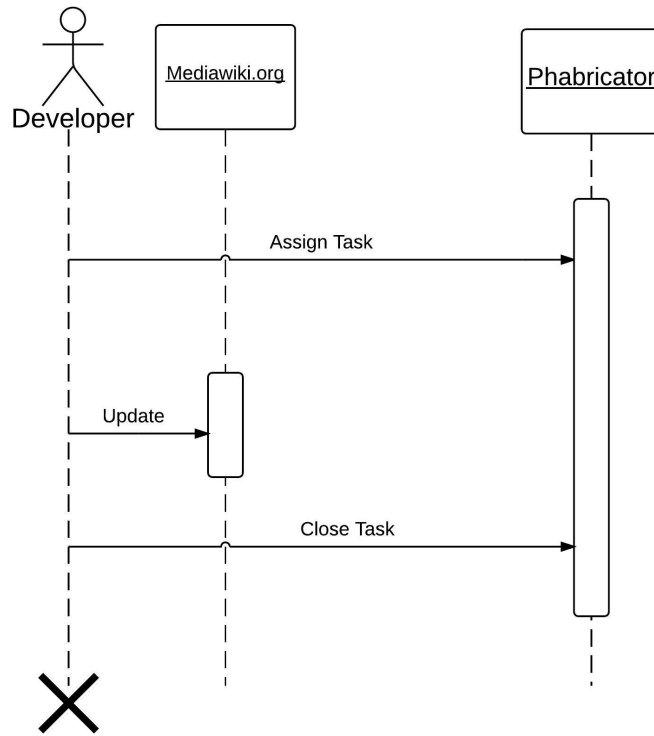 Mediawiki.org
Phabricator
Developer
Assign Task
Update
Close Task